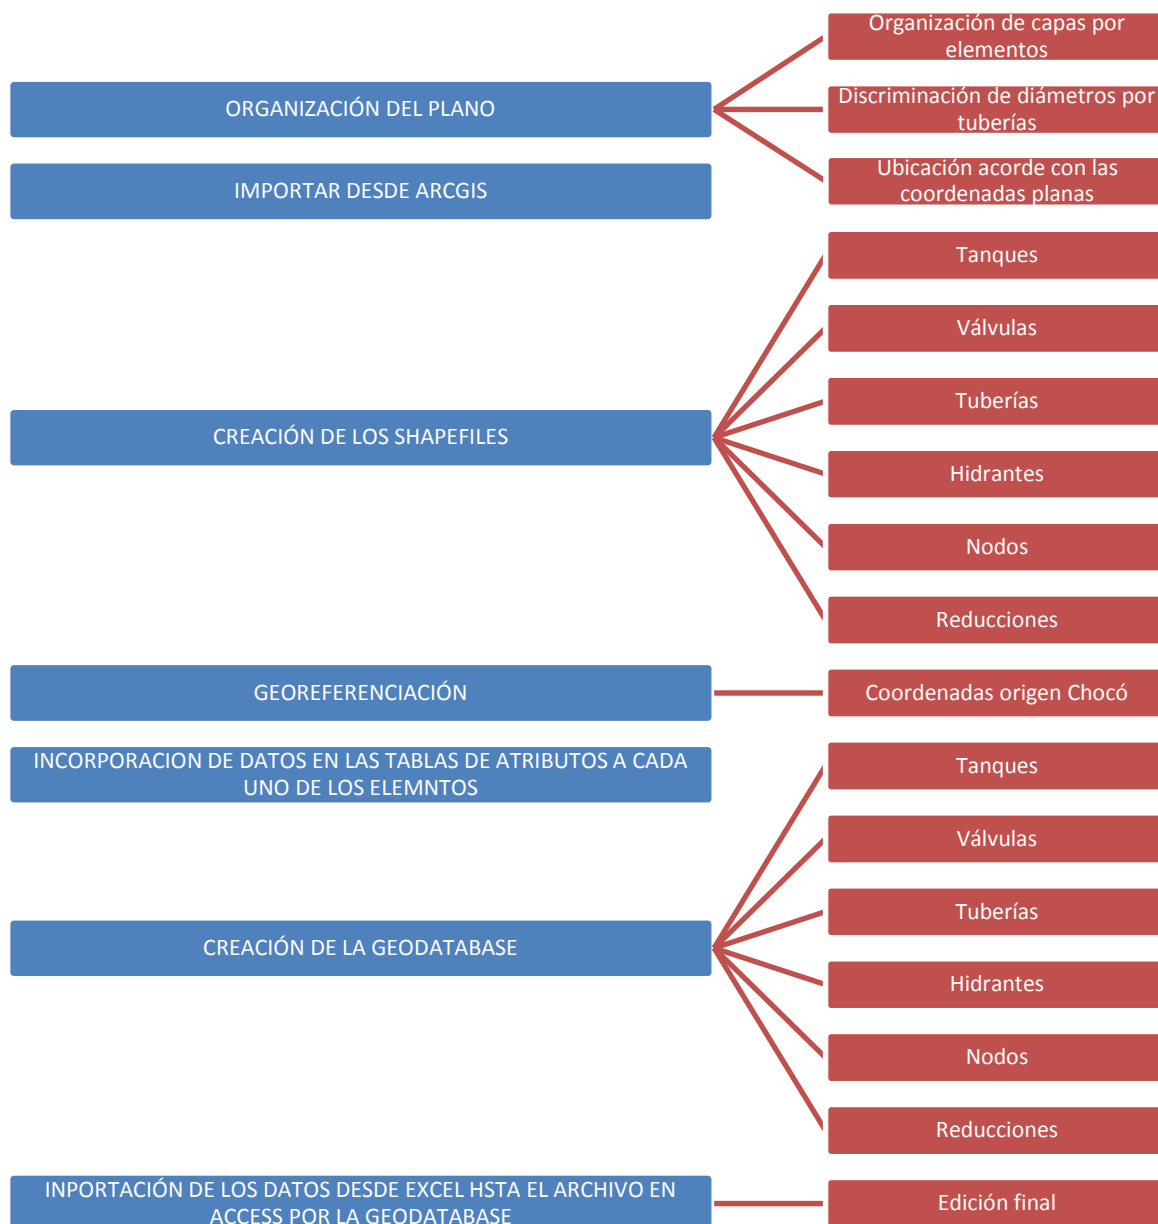 ORGANIZACIÓN DEL PLANO
Organización de capas por
elementos
Discriminación de diámetros por
tuberías
Ubicación acorde con las
coordenadas planas
IMPORTAR DESDE ARCGIS
CREACIÓN DE LOS SHAPEFILES
Tanques
Válvulas
Tuberías
Hidrantes
Nodos
Reducciones
GEOREFERENCIACIÓN
Coordenadas origen Chocó
INCORPORACION DE DATOS EN LAS TABLAS DE ATRIBUTOS A CADA
UNO DE LOS ELEMNTOS
CREACIÓN DE LA GEODATABASE
Tanques
Válvulas
Tuberías
Hidrantes
Nodos
Reducciones
INPORTACIÓN DE LOS DATOS DESDE EXCEL HSTA EL ARCHIVO EN
ACCESS POR LA GEODATABASE
Edición final